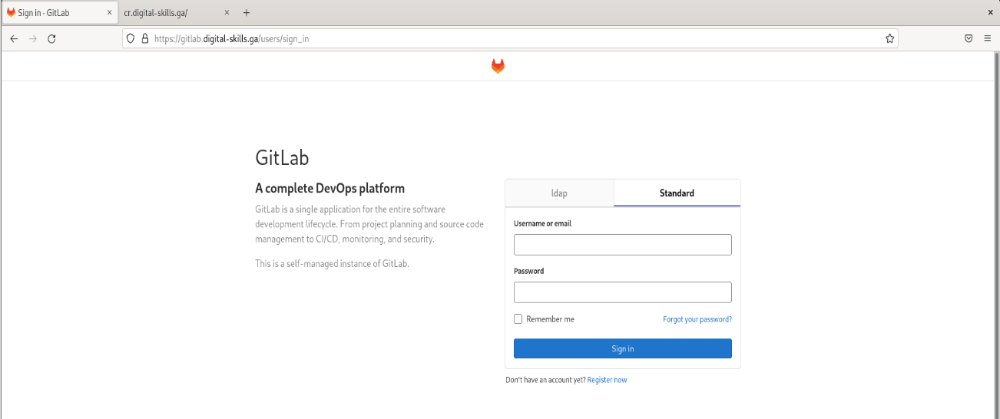 Sign in · GitLab
cr.digital-skills.ga/
https://gitlab.digital-skills.ga/users/sign_in
GitLab
A complete DevOps platform
GitLab is a single application for the entire software
development lifecycle. From project planning and source code
management to CI/CD, monitoring, and security.
This is a self-managed instance of GitLab.
ldap
Standard
Username or email
Password
Remember me
Forgot your password?
Sign in
Don't have an account yet? Register now